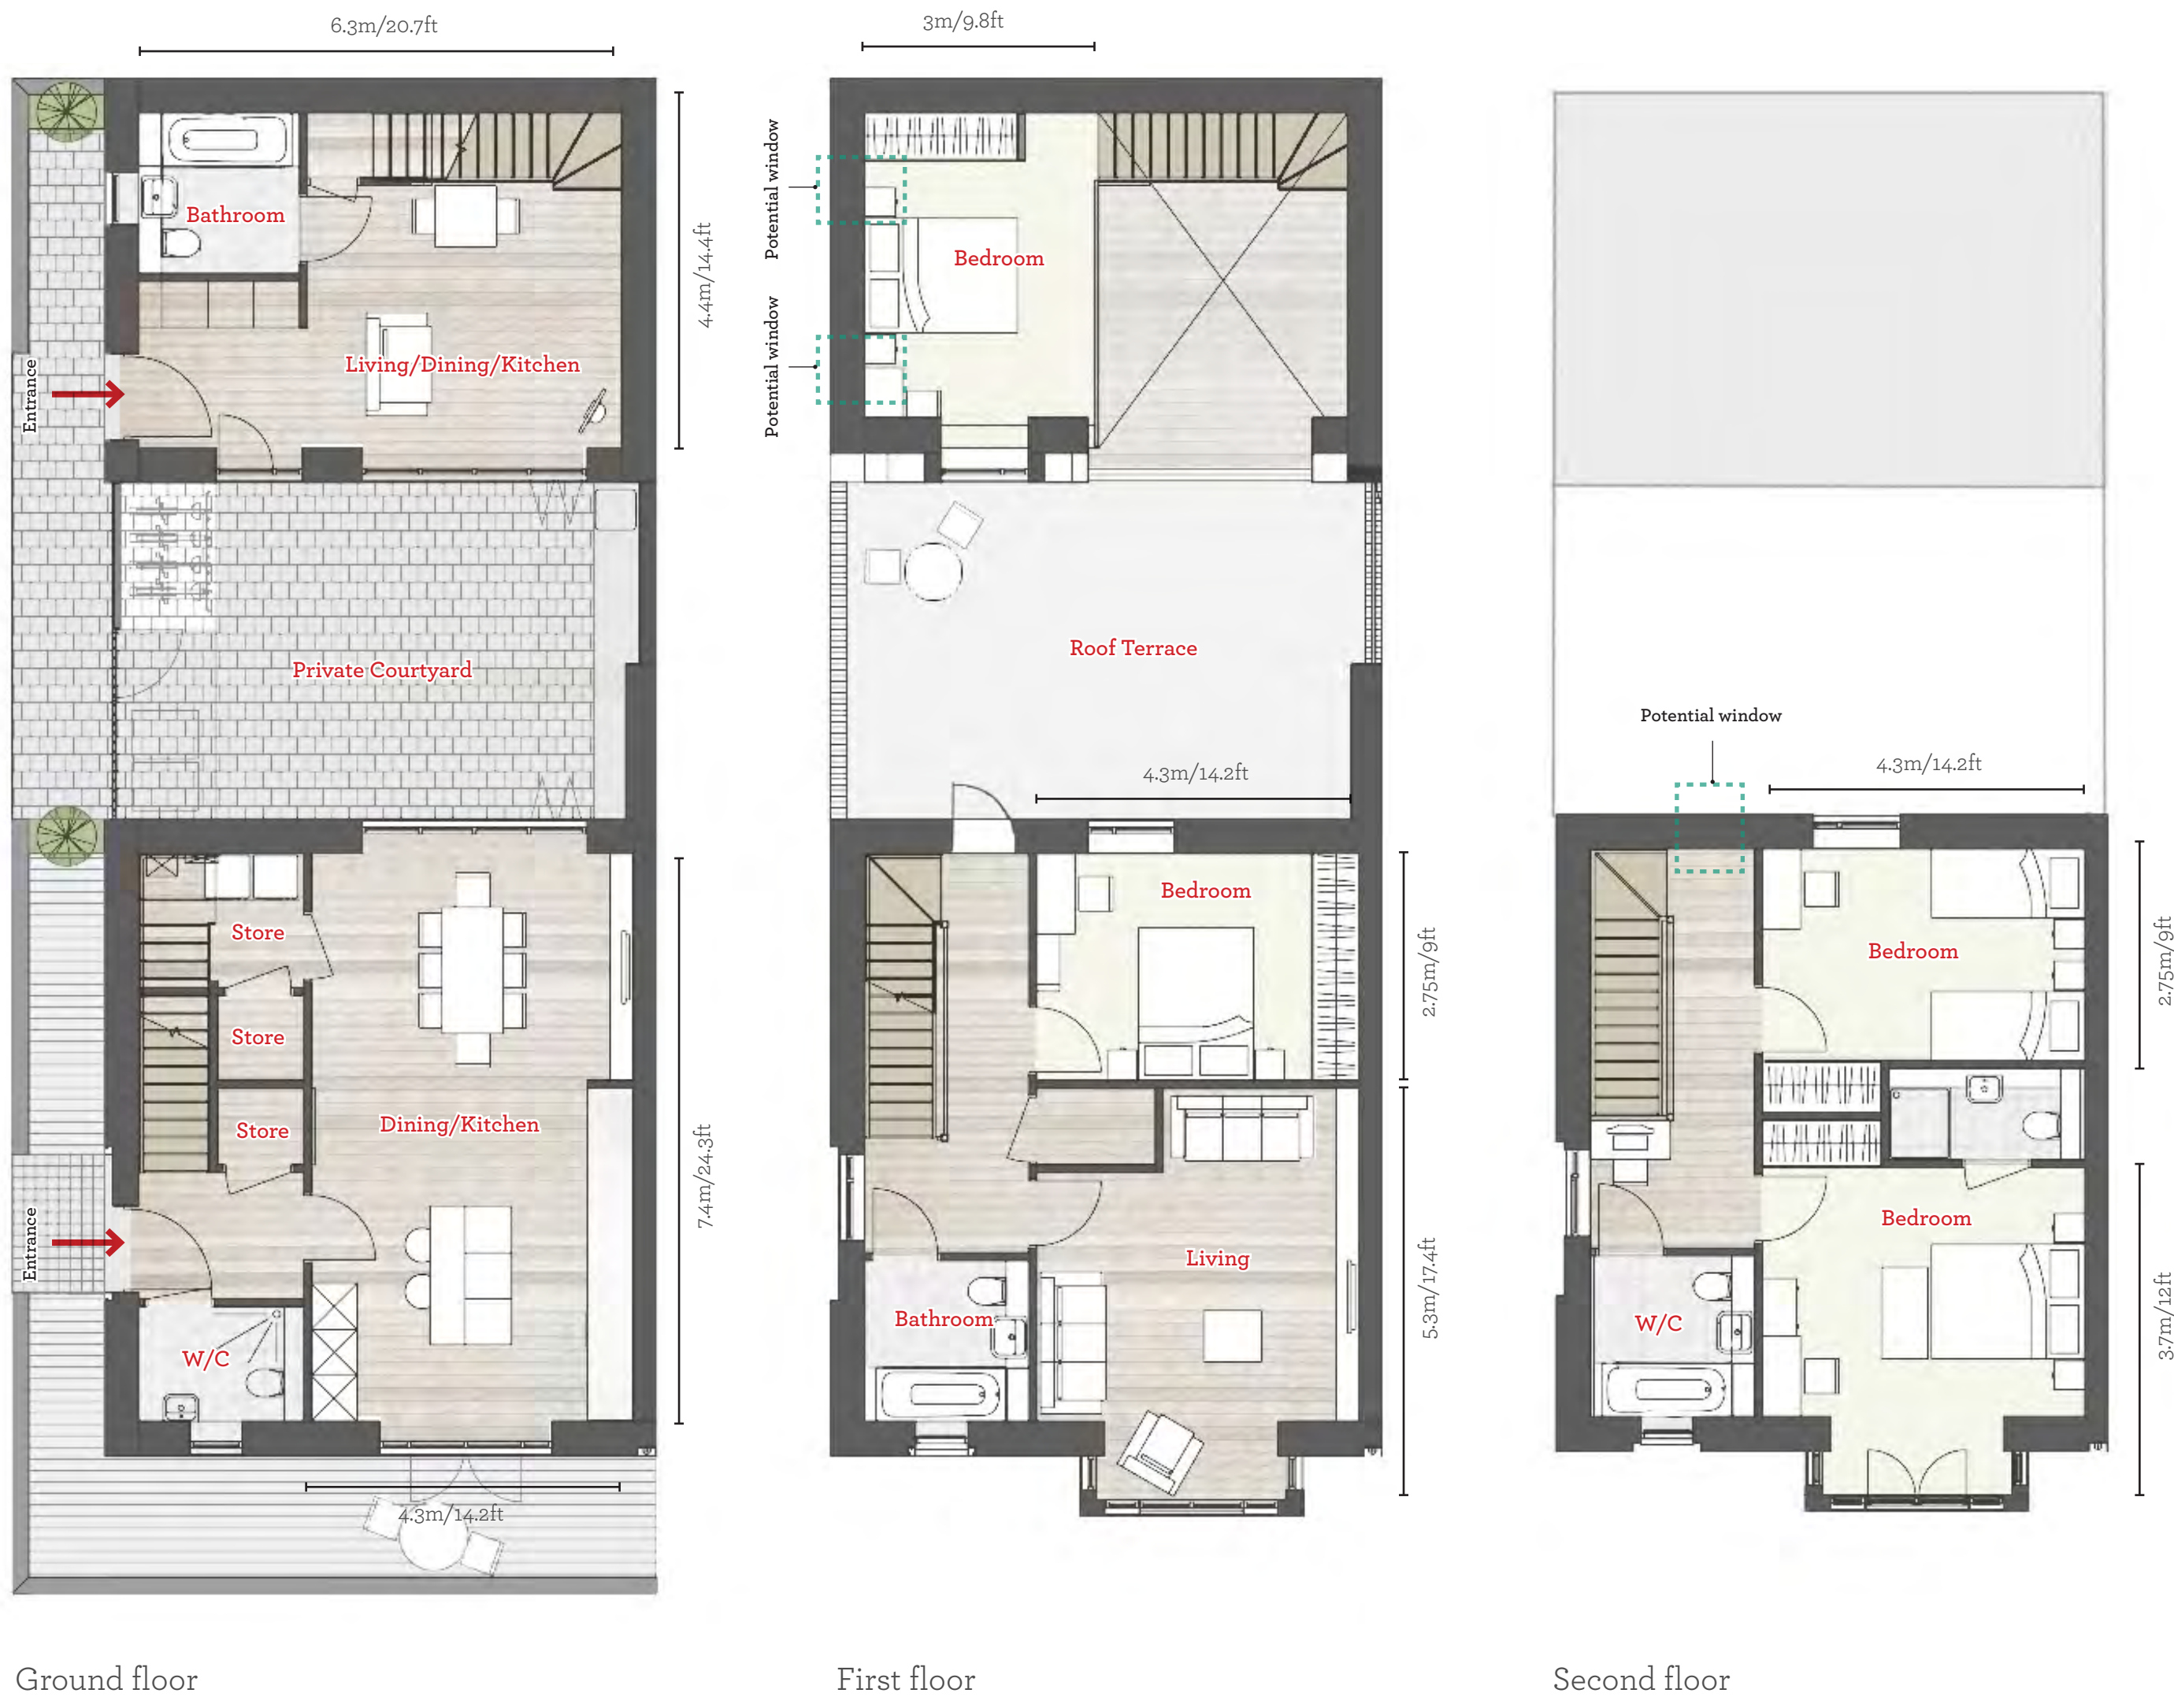 6.3m/20.7ft
Bathroom
4.4m/14.4ft
Living/Dining/Kitchen
Entrance
Private Courtyard
Store
Store
Store
Dining/Kitchen
7.4m/24.3ft
Entrance
W/C
4.3m/14.2ft
Ground floor
3m/9.8ft
Potential window
Bedroom
Potential window
Roof Terrace
4.3m/14.2ft
Bedroom
2.75m/9ft
Living
Bathroom
5.3m/17.4ft
First floor
Potential window
4.3m/14.2ft
Bedroom
2.75m/9ft
Bedroom
W/C
3.7m/12ft
Second floor